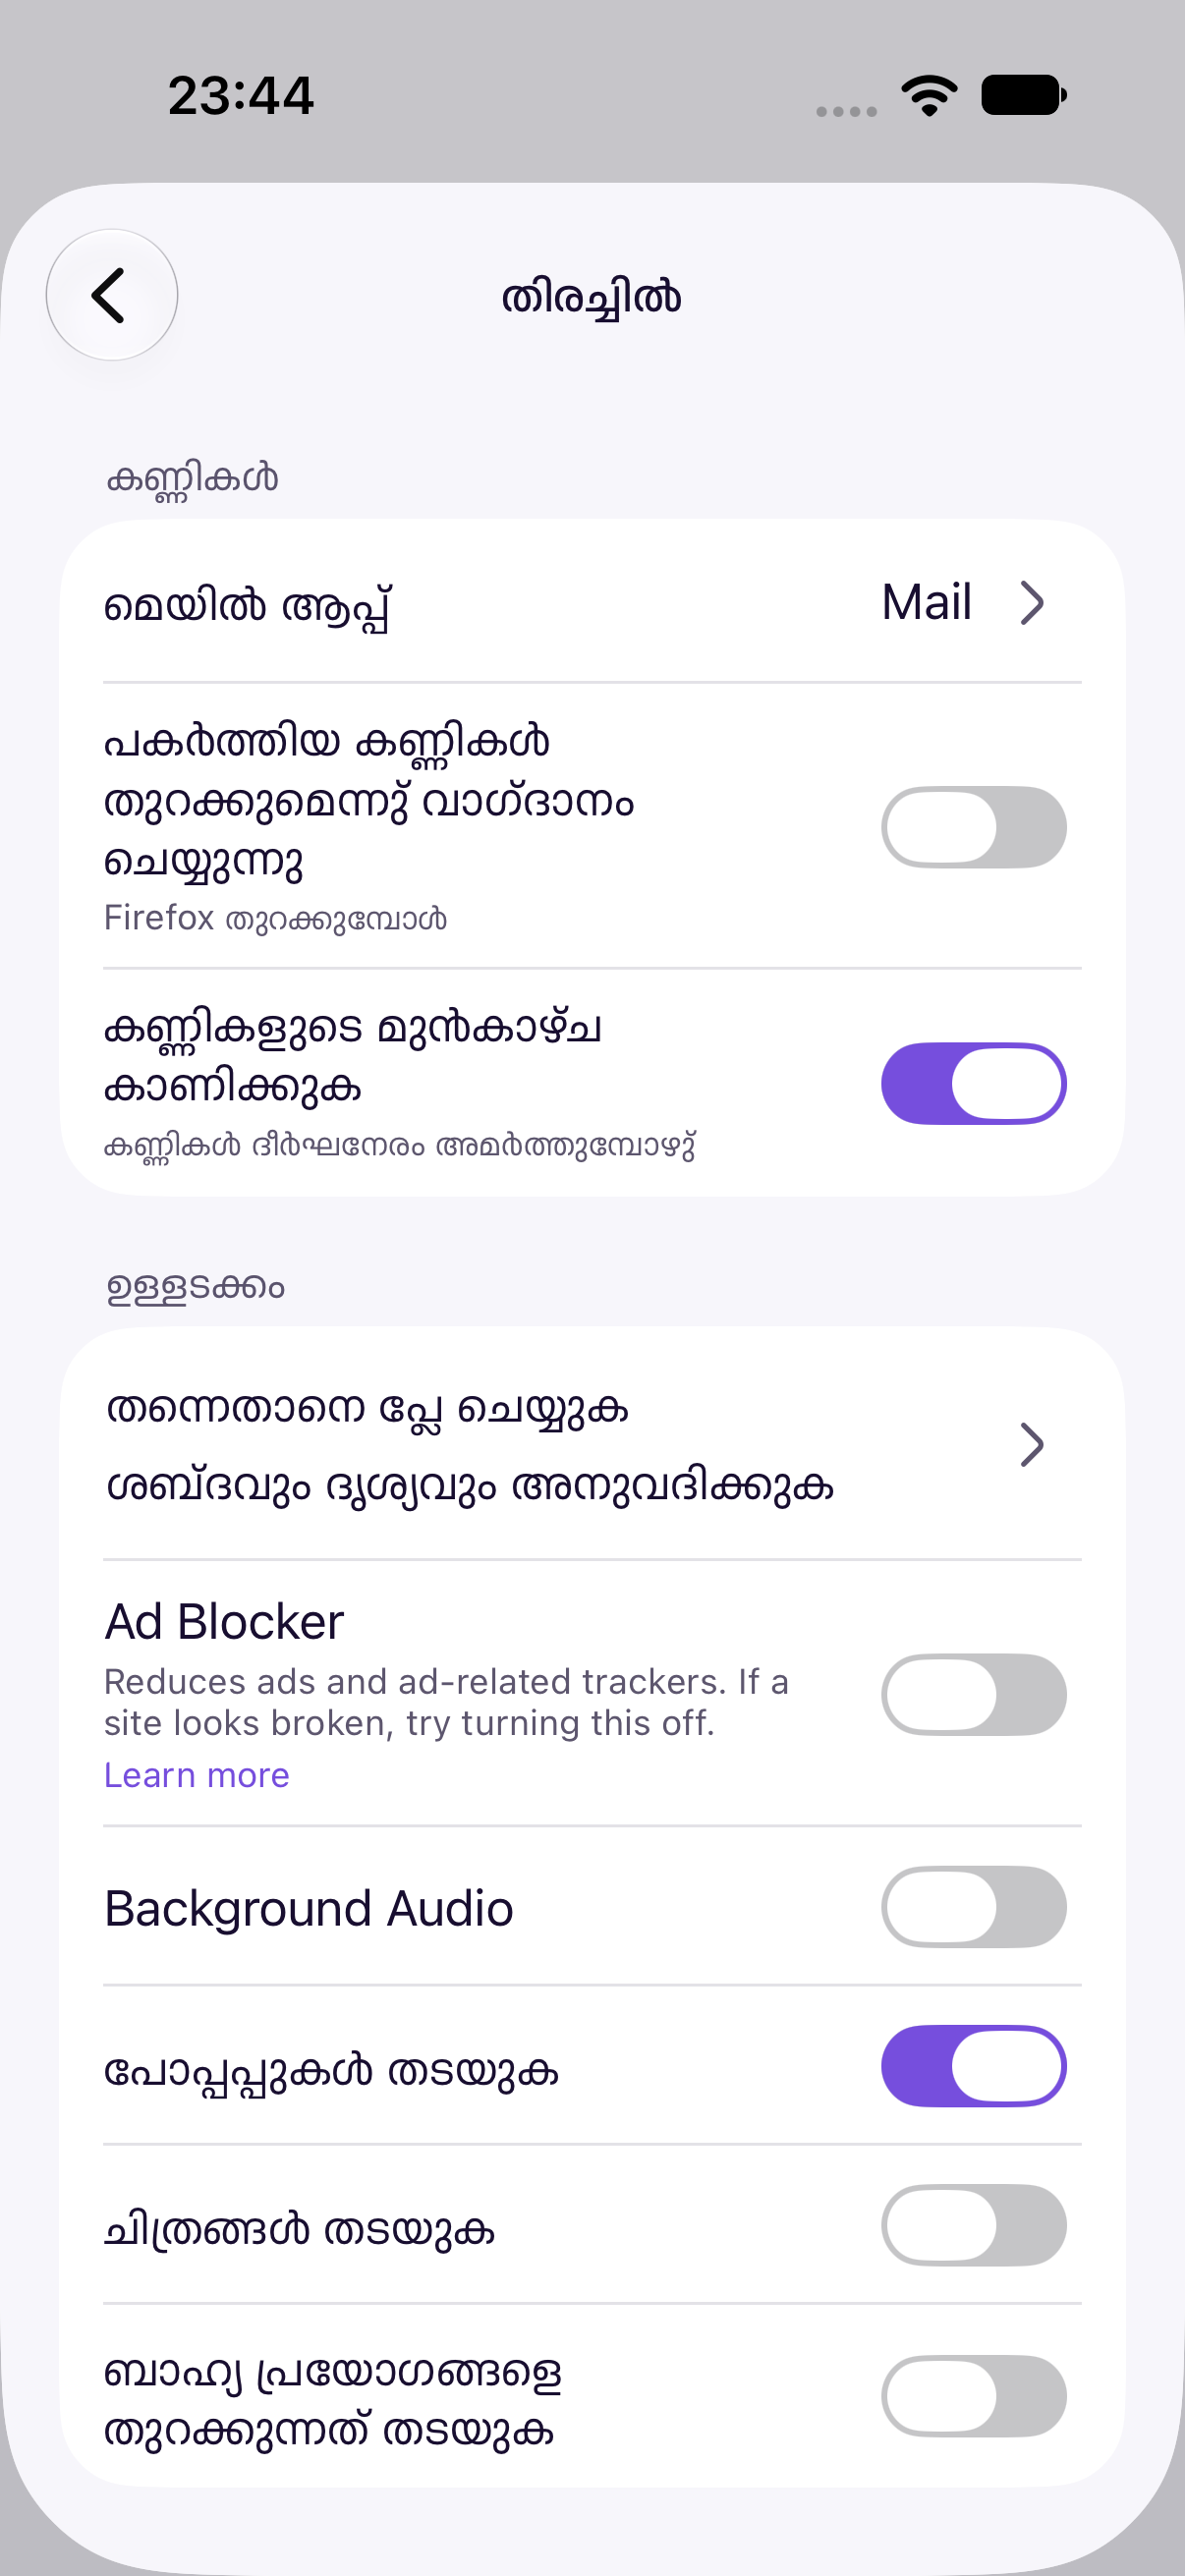 23:44
തിരച്ചിൽ
കണ്ണികൾ
മെയിൽ ആപ്പ് Mail
പകർത്തിയ കണ്ണികൾ
തുറക്കുമെന്നു് വാഗ്ദാനം
ചെയ്യുന്നു
Firefox തുറക്കുമ്പോൾ
കണ്ണികളുടെ മുൻകാഴ്ച
കാണിക്കുക
കണ്ണികൾ ദീർഘനേരം അമർത്തുമ്പോഴു്
ഉള്ളടക്കം
തന്നെതാനെ പ്ലേ ചെയ്യുക
ശബ്ദവും ദൃശ്യവും അനുവദിക്കുക
Ad Blocker
Reduces ads and ad-related trackers. If a
site looks broken, try turning this off.
Learn more
Background Audio
പോപ്പപ്പുകൾ തടയുക
ചിത്രങ്ങൾ തടയുക
ബാഹ്യ പ്രയോഗങ്ങളെ
തുറക്കുന്നത് തടയുക